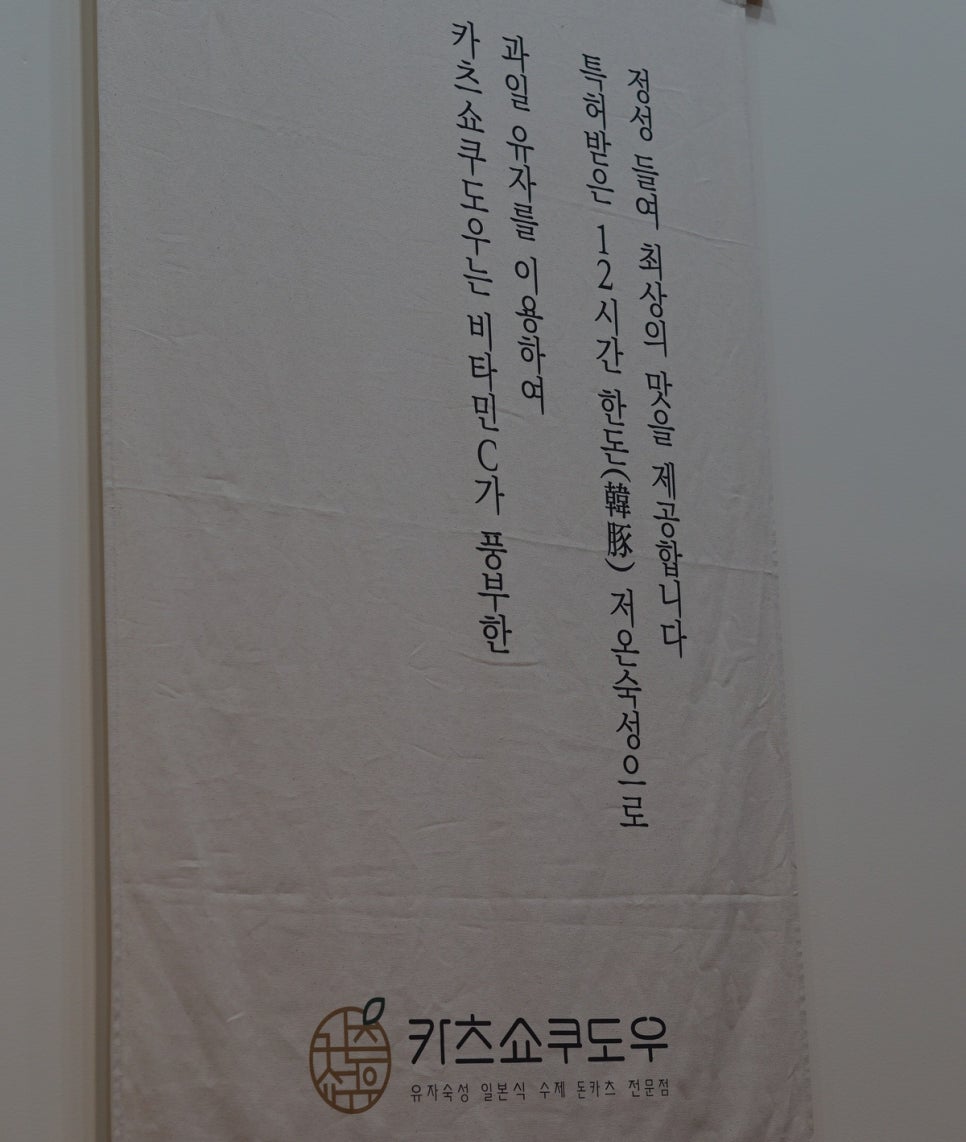 카츠쇼쿠도우는 비타민C가 풍부한
과일 유자를 이용하여
특허받은 12시간 한돈(韓豚) 저온숙성으로
정성 들여 최상의 맛을 제공합니다
카츠쇼쿠도우
유자숙성 일본식 수제 돈카츠 전문점